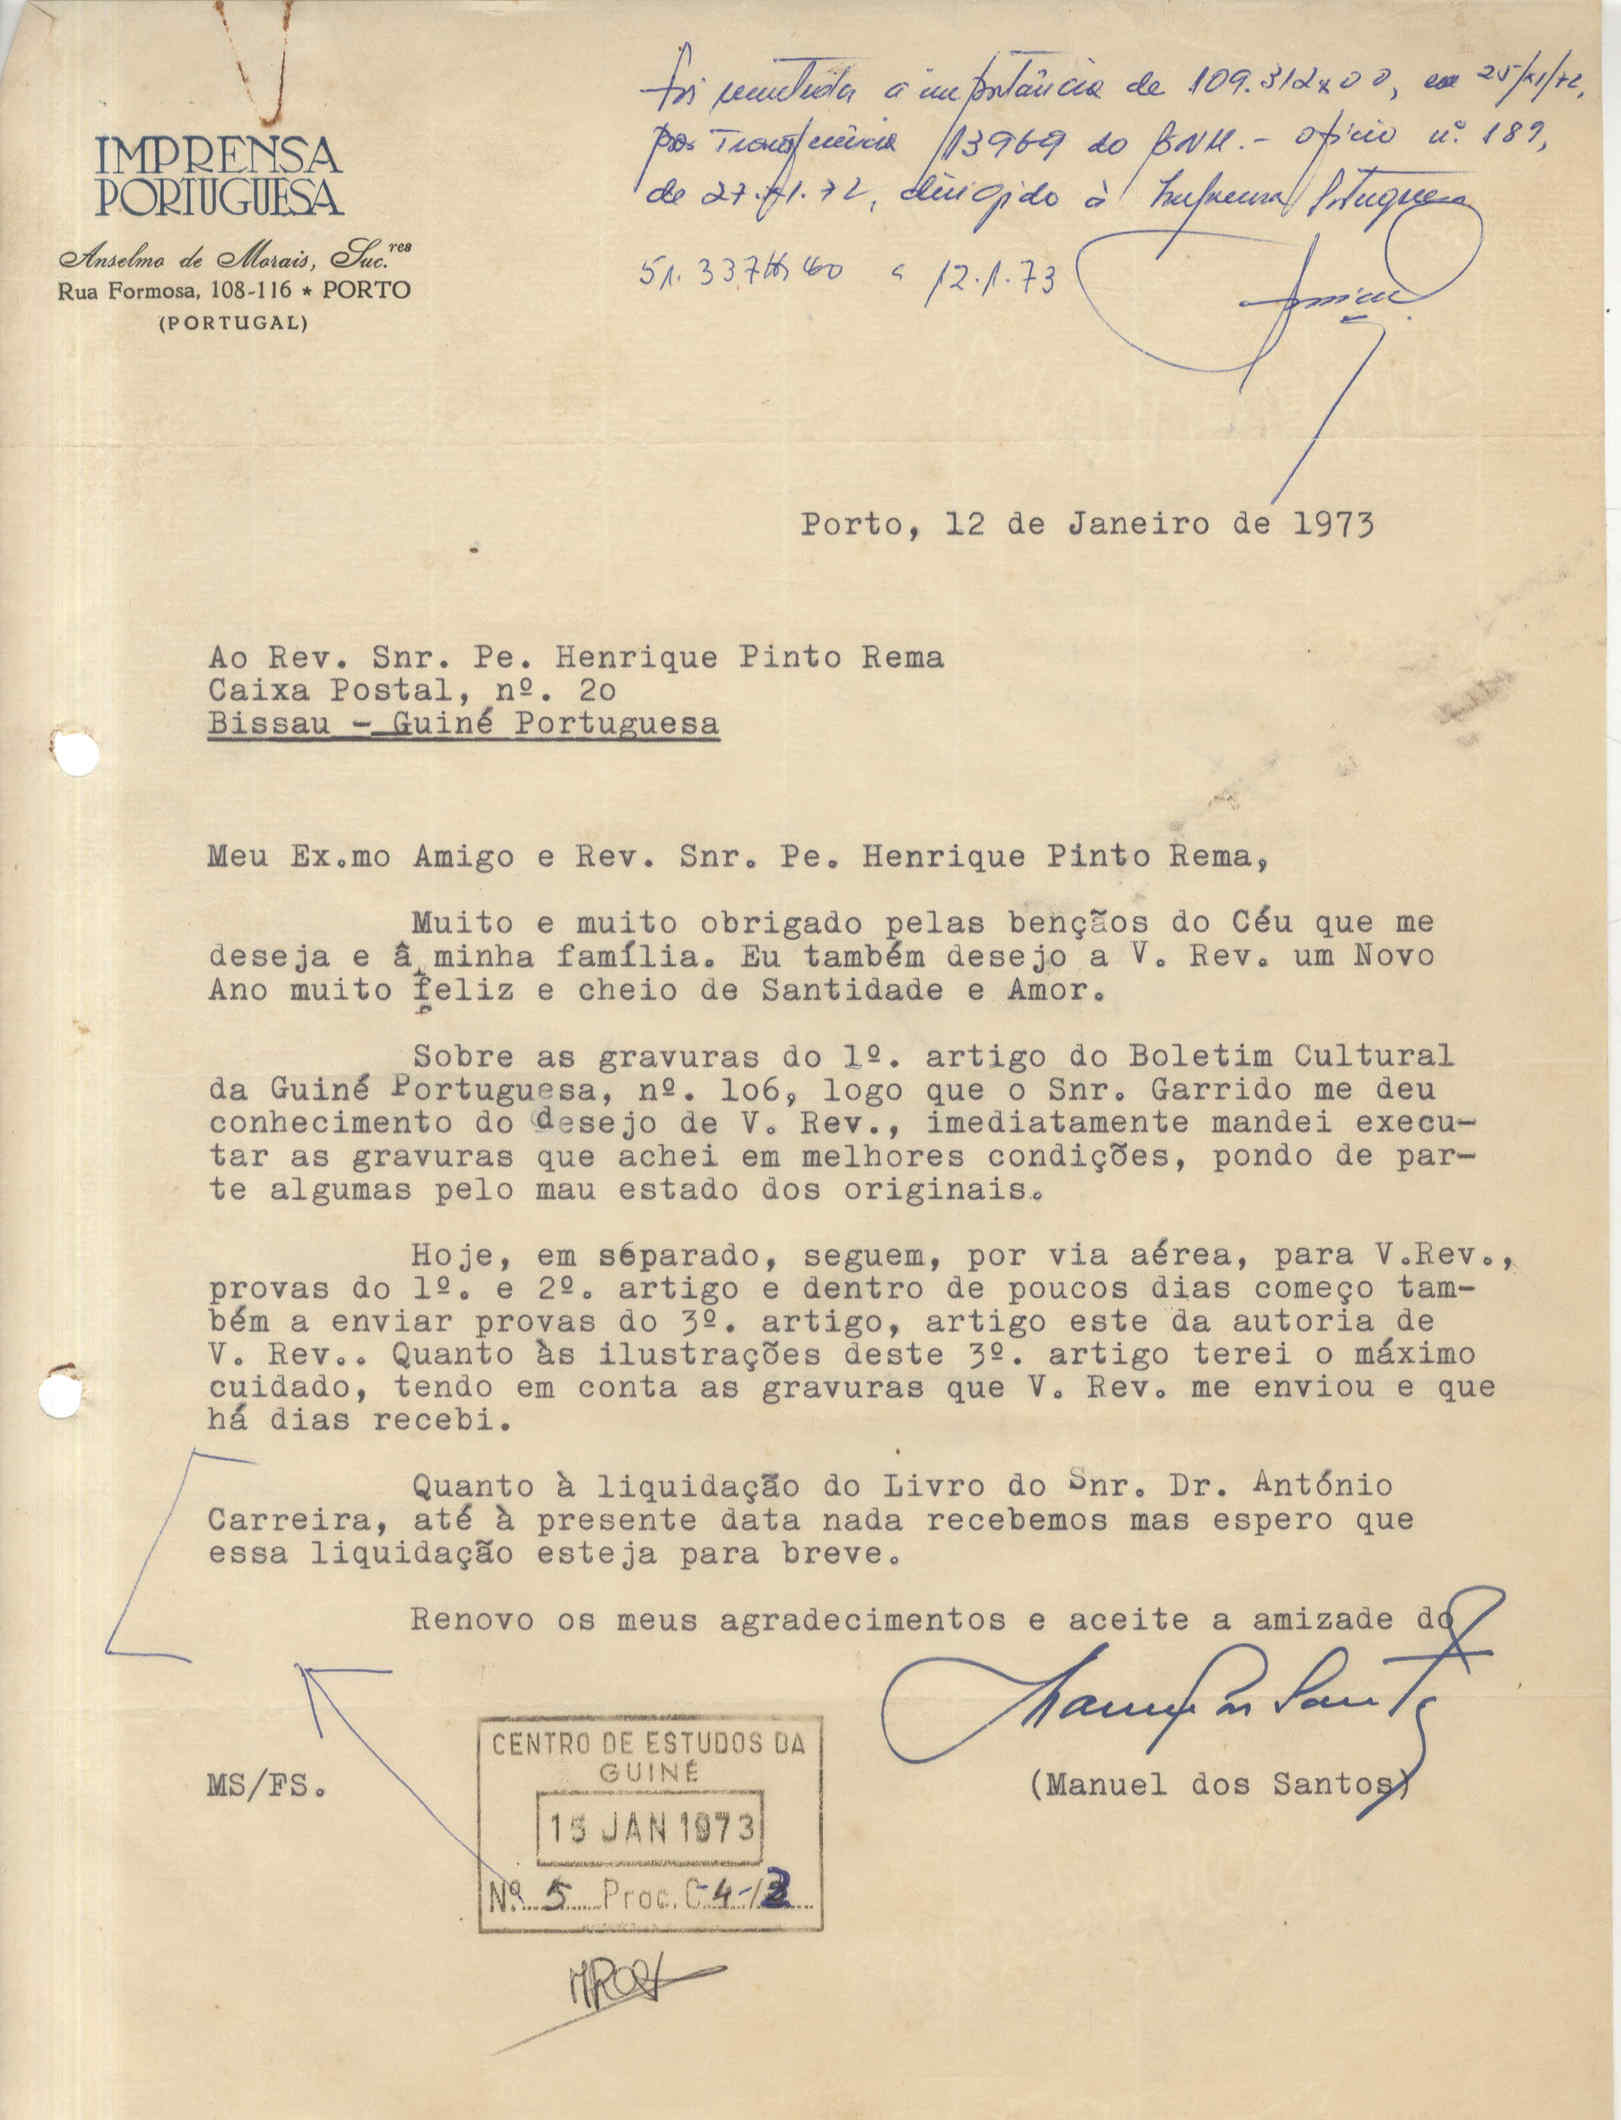 IMPRENSA
PORTUGUESA
Anselmo de Morais, Suc.res
Rua Formosa, 108-116 ★ PORTO
(PORTUGAL)
foi remetida a importância de 109.312x00, em 25/XI/72,
por Transferência 113969 do BNU. - ofício nº 189,
de 27.XI.72, dirigido à Imprensa Portuguesa
51.337$60 a 12.1.73
Porto, 12 de Janeiro de 1973
Ao Rev. Snr. Pe. Henrique Pinto Rema
Caixa Postal, nº. 2o
Bissau - Guiné Portuguesa
Meu Ex.mo Amigo e Rev. Snr. Pe. Henrique Pinto Rema,
Muito e muito obrigado pelas bençãos do Céu que me
deseja e â minha família. Eu também desejo a V. Rev. um Novo
Ano muito feliz e cheio de Santidade e Amor.
Sobre as gravuras do 1º. artigo do Boletim Cultural
da Guiné Portuguesa, nº. 1o6, logo que o Snr. Garrido me deu
conhecimento do desejo de V. Rev., imediatamente mandei execu-
tar as gravuras que achei em melhores condições, pondo de par-
te algumas pelo mau estado dos originais.
Hoje, em séparado, seguem, por via aérea, para V.Rev.,
provas do 1º. e 2º. artigo e dentro de poucos dias começo tam-
bém a enviar provas do 3º. artigo, artigo este da autoria de
V. Rev.. Quanto às ilustrações deste 3º. artigo terei o máximo
cuidado, tendo em conta as gravuras que V. Rev. me enviou e que
há dias recebi.
Quanto à liquidação do Livro do Snr. Dr. António
Carreira, até à presente data nada recebemos mas espero que
essa liquidação esteja para breve.
Renovo os meus agradecimentos e aceite a amizade do
Manuel dos Santos
(Manuel dos Santos)
MS/FS.
CENTRO DE ESTUDOS DA
GUINÉ
15 JAN 1973
Nº 5 Proc. C-4-/2